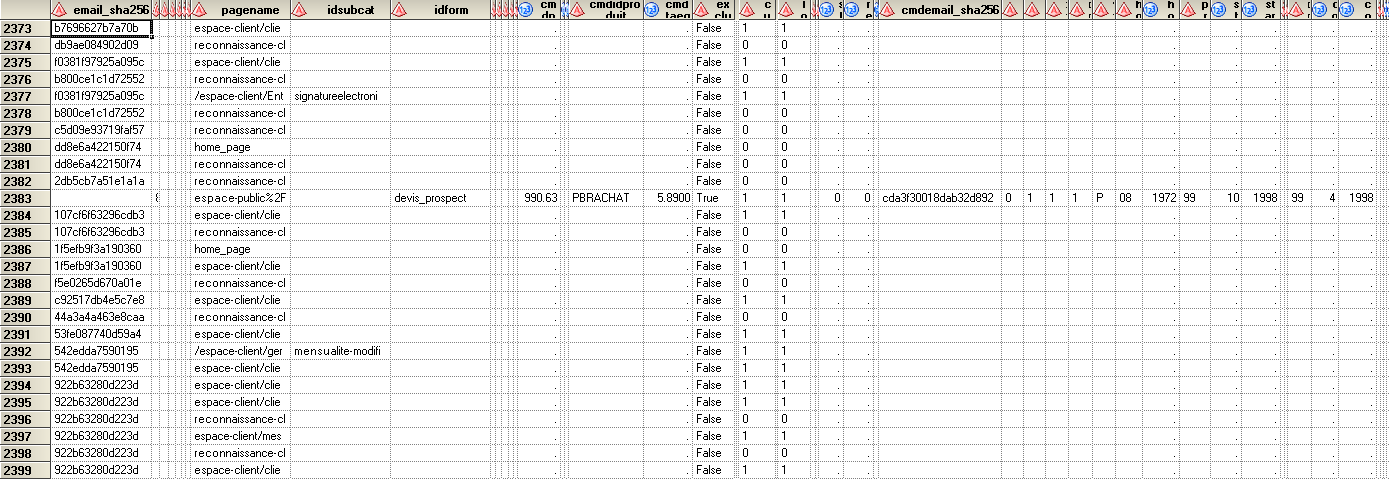 email_sha256 pagename idsubcat idform cmdidproduit cmdemail_sha256
2373 b7696627b7a70b espace-client/clie . . False 1 1 . . . . . . . .
2374 db9ae084902d09 reconnaissance-cl . . False 0 0 . . . . . . . .
2375 f0381f97925a095c espace-client/clie . . False 1 1 . . . . . . . .
2376 b800ce1c1d72552 reconnaissance-cl . . False 0 0 . . . . . . . .
2377 f0381f97925a095c /espace-client/Ent signatureelectroni . . False 1 1 . . . . . . . .
2378 b800ce1c1d72552 reconnaissance-cl . . False 0 0 . . . . . . . .
2379 c5d09e93719faf57 reconnaissance-cl . . False 0 0 . . . . . . . .
2380 dd8e6a422150f74 home_page . . False 0 0 . . . . . . . .
2381 dd8e6a422150f74 reconnaissance-cl . . False 0 0 . . . . . . . .
2382 2db5cb7a51e1a1a reconnaissance-cl . . False 0 0 . . . . . . . .
2383 espace-public%2F devis_prospect 990.63 PBRACHAT 5.8900 True 1 1 0 0 cda3f30018dab32d892 0 1 1 1 P 08 1972 99 10 1998 99 4 1998
2384 107cf6f63296cdb3 espace-client/clie . . False 1 1 . . . . . . . .
2385 107cf6f63296cdb3 reconnaissance-cl . . False 0 0 . . . . . . . .
2386 1f5efb9f3a190360 home_page . . False 0 0 . . . . . . . .
2387 1f5efb9f3a190360 espace-client/clie . . False 1 1 . . . . . . . .
2388 f5e0265d670a01e reconnaissance-cl . . False 0 0 . . . . . . . .
2389 c92517db4e5c7e8 espace-client/clie . . False 1 1 . . . . . . . .
2390 44a3a4a463e8caa reconnaissance-cl . . False 0 0 . . . . . . . .
2391 53fe087740d59a4 espace-client/clie . . False 1 1 . . . . . . . .
2392 542edda7590195 /espace-client/ger mensualite-modifi . . False 1 1 . . . . . . . .
2393 542edda7590195 espace-client/clie . . False 1 1 . . . . . . . .
2394 922b63280d223d espace-client/clie . . False 1 1 . . . . . . . .
2395 922b63280d223d espace-client/clie . . False 1 1 . . . . . . . .
2396 922b63280d223d reconnaissance-cl . . False 0 0 . . . . . . . .
2397 922b63280d223d espace-client/mes . . False 1 1 . . . . . . . .
2398 922b63280d223d reconnaissance-cl . . False 0 0 . . . . . . . .
2399 922b63280d223d espace-client/clie . . False 1 1 . . . . . . . .